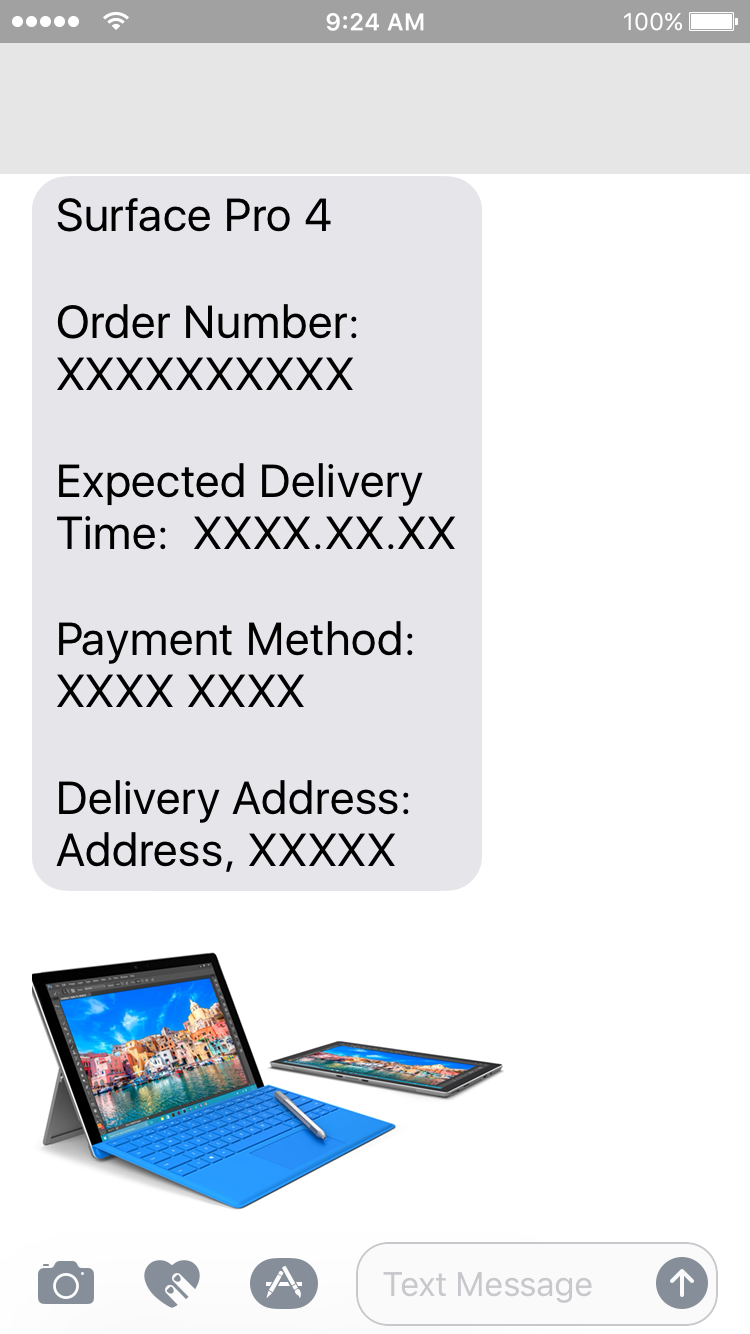 9:24 AM
100%
Surface Pro 4
Order Number:
XXXXXXXXXX
Expected Delivery
Time:  XXXX.XX.XX
Payment Method:
XXXX XXXX
Delivery Address:
Address, XXXXX
Text Message